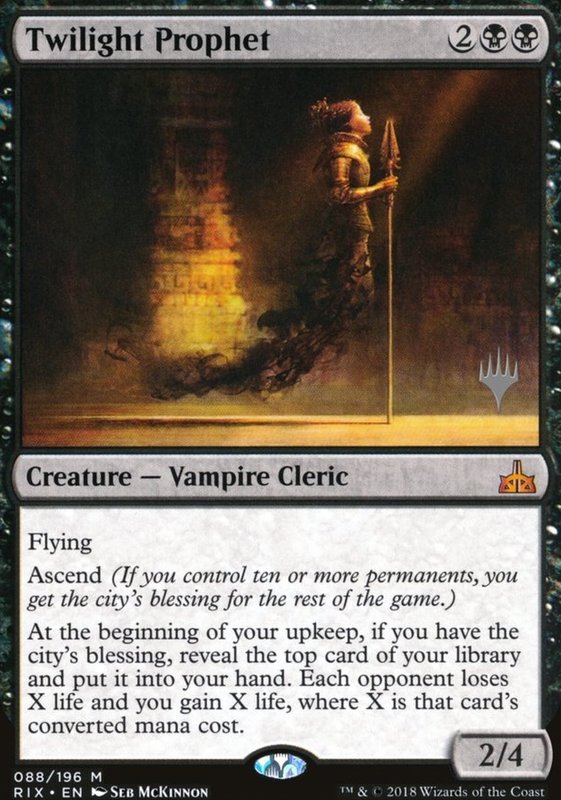 Twilight Prophet 2
Creature — Vampire Cleric
Flying
Ascend (If you control ten or more permanents, you
get the city's blessing for the rest of the game.)
At the beginning of your upkeep, if you have the
city's blessing, reveal the top card of your library
and put it into your hand. Each opponent loses
X life and you gain X life, where X is that card's
converted mana cost.
2/4
088/196 M
RIX • EN SEB MCKINNON
™ & © 2018 Wizards of the Coast